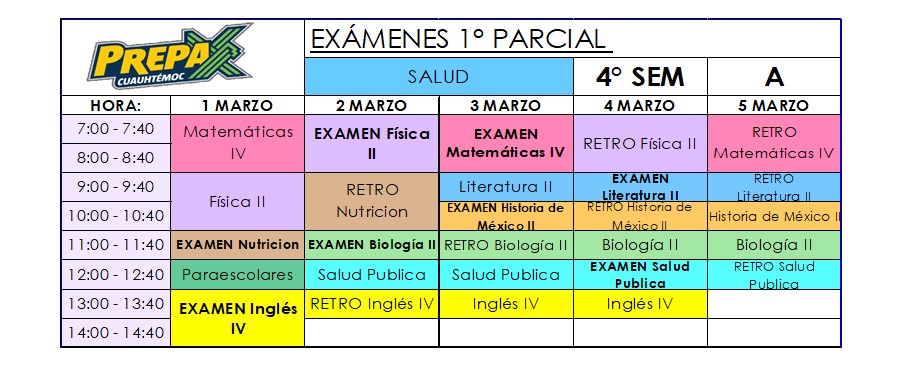 PREPAX
CUAUHTÉMOC
EXÁMENES 1° PARCIAL
SALUD
4° SEM
A
HORA:
1 MARZO
2 MARZO
3 MARZO
4 MARZO
5 MARZO
7:00 - 7:40
8:00 - 8:40
Matemáticas
IV
EXAMEN Física
II
EXAMEN
Matemáticas IV
RETRO Física II
RETRO
Matemáticas IV
9:00 - 9:40
10:00 - 10:40
Física II
RETRO
Nutricion
Literatura II
EXAMEN
Literatura II
RETRO
Literatura II
EXAMEN Historia de
México II
RETRO Historia de
México II
Historia de México II
11:00 - 11:40
EXAMEN Nutricion
EXAMEN Biología II
RETRO Biología II
Biología II
Biología II
12:00 - 12:40
Paraescolares
Salud Publica
Salud Publica
EXAMEN Salud
Publica
RETRO Salud
Publica
13:00 - 13:40
14:00 - 14:40
EXAMEN Inglés
IV
RETRO Inglés IV
Inglés IV
Inglés IV